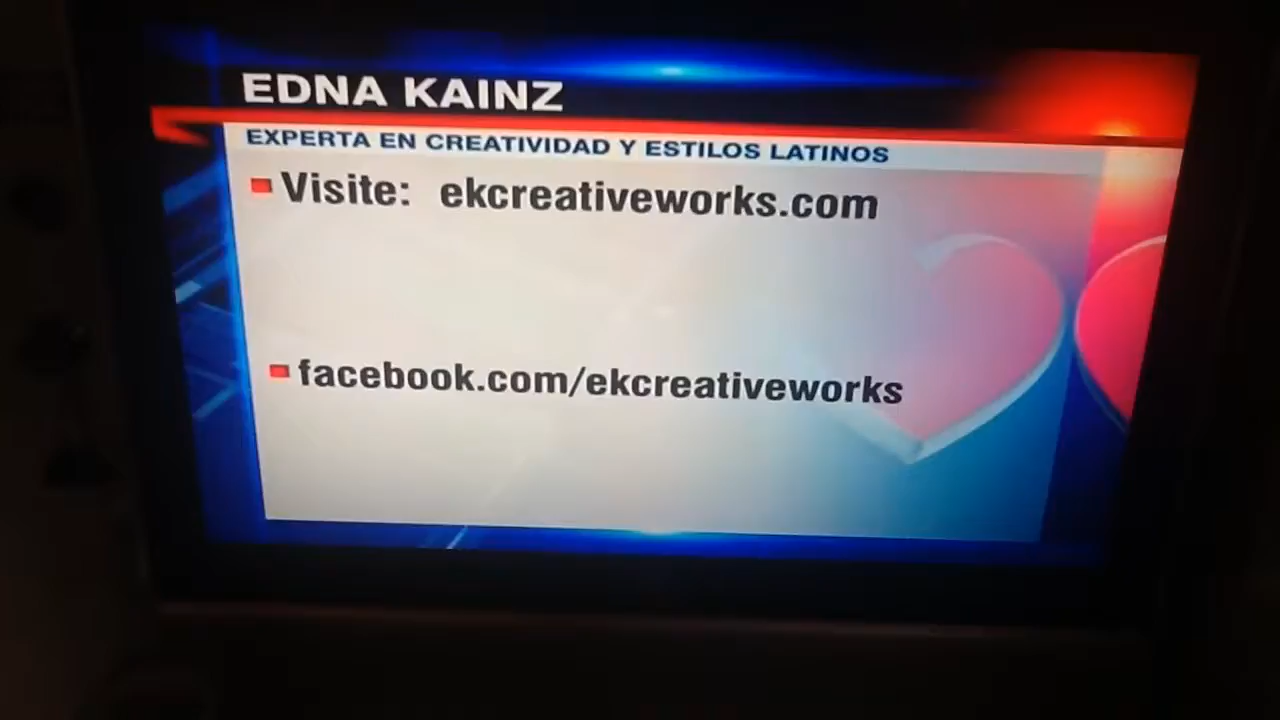 EDNA KAINZ
EXPERTA EN CREATIVIDAD Y ESTILOS LATINOS
Visite: ekcreativeworks.com
facebook.com/ekcreativeworks